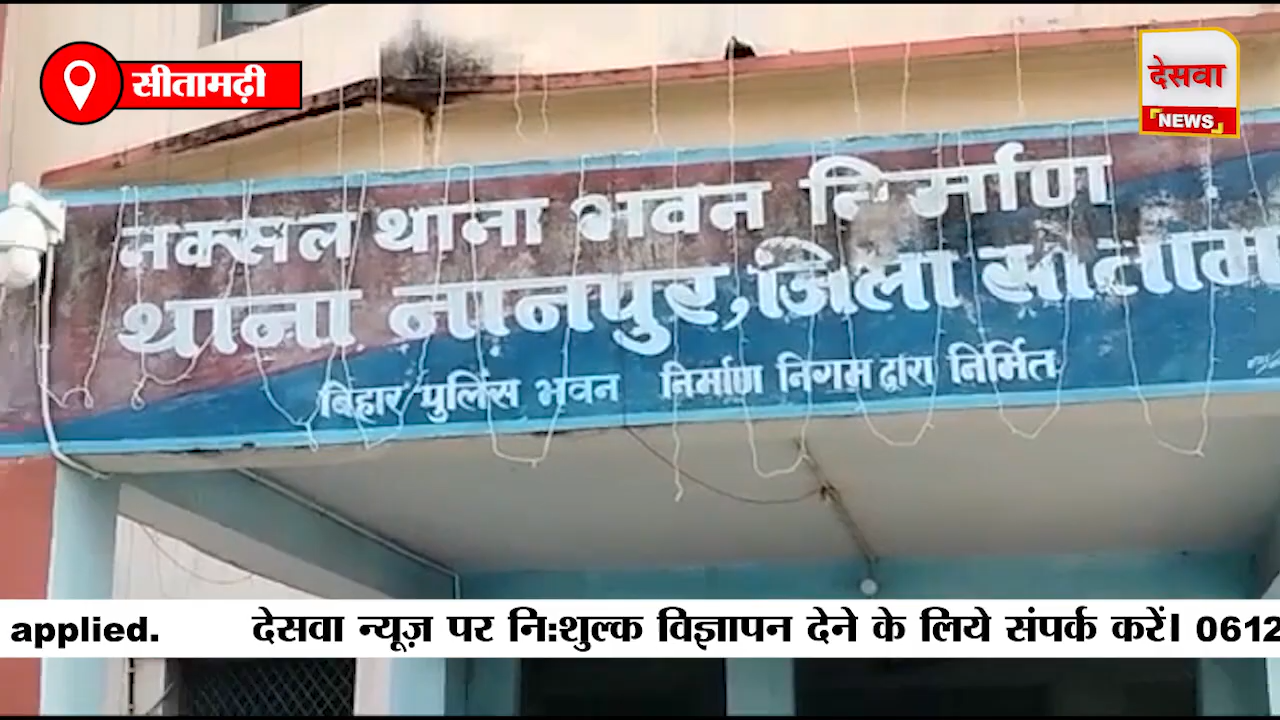 सीतामढ़ी
देसवा
NEWS
नक्सल थाना भवन निर्माण
थाना नानपुर, जिला सीताम
बिहार पुलिस भवन निर्माण निगम द्वारा निर्मित
applied. देसवा न्यूज़ पर नि:शुल्क विज्ञापन देने के लिये संपर्क करें। 0612